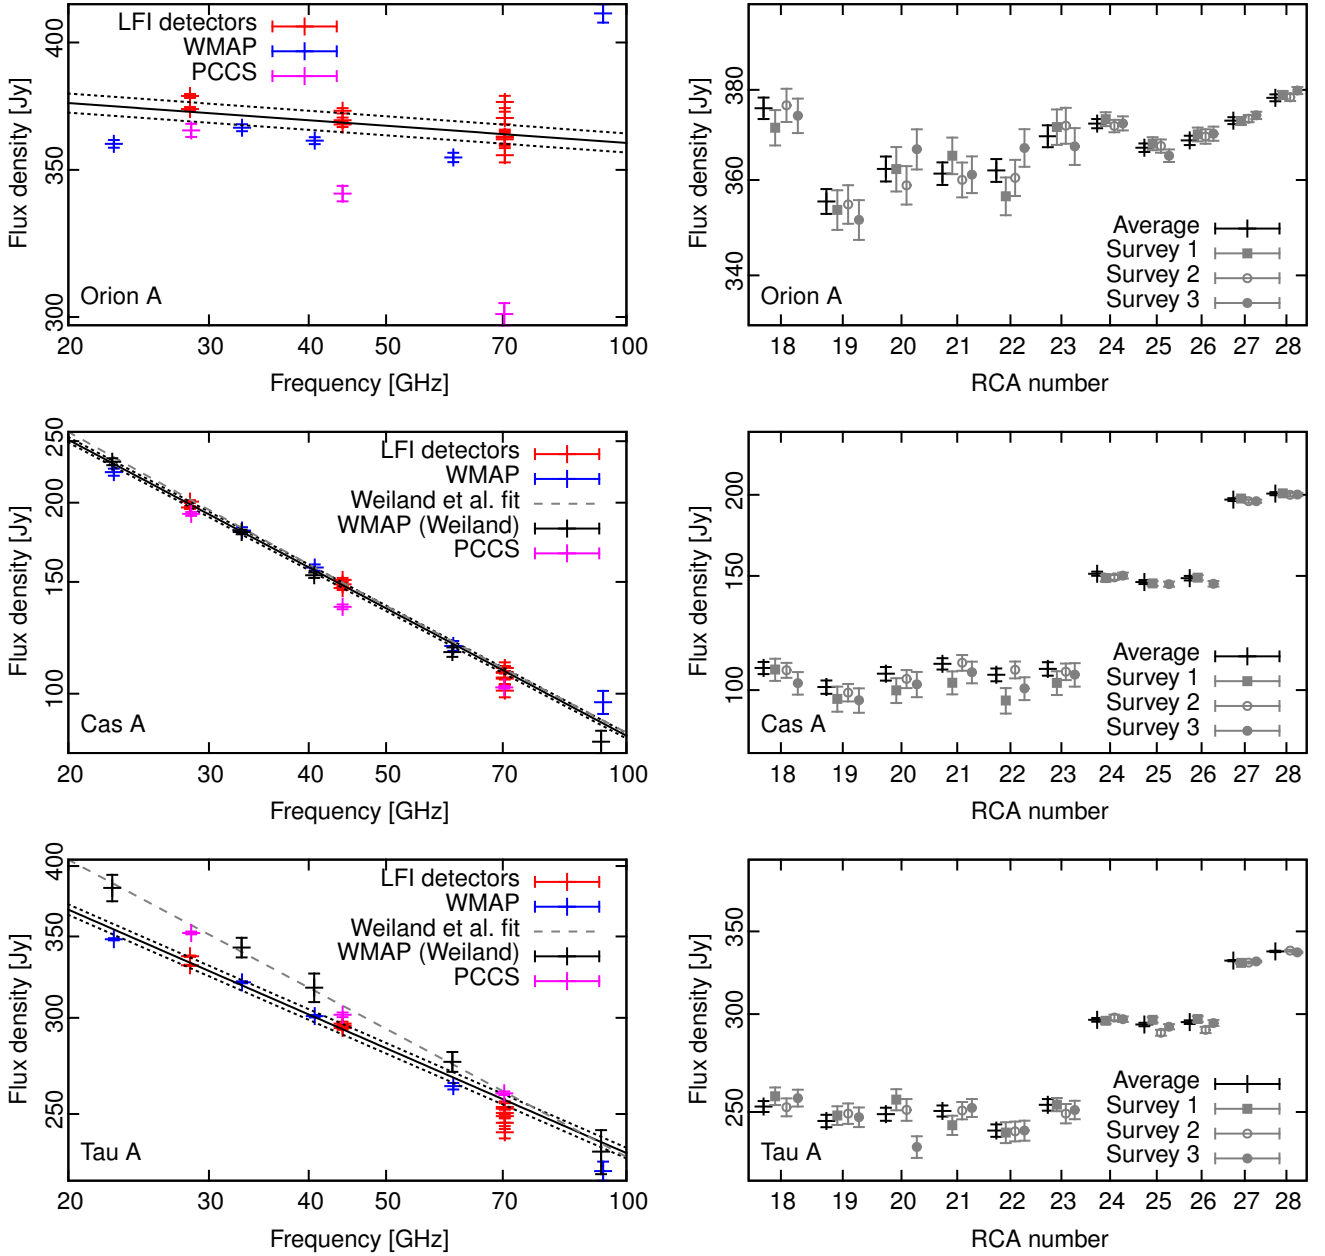 LFI detectors
WMAP
PCCS
400
350
300
Flux density [Jy]
Orion A
20 30 40 50 70 100
Frequency [GHz]
380
360
340
Flux density [Jy]
Average
Survey 1
Survey 2
Survey 3
Orion A
18 19 20 21 22 23 24 25 26 27 28
RCA number
LFI detectors
WMAP
Weiland et al. fit
WMAP (Weiland)
PCCS
250
200
150
100
Flux density [Jy]
Cas A
20 30 40 50 70 100
Frequency [GHz]
200
150
100
Flux density [Jy]
Average
Survey 1
Survey 2
Survey 3
Cas A
18 19 20 21 22 23 24 25 26 27 28
RCA number
LFI detectors
WMAP
Weiland et al. fit
WMAP (Weiland)
PCCS
400
350
300
250
Flux density [Jy]
Tau A
20 30 40 50 70 100
Frequency [GHz]
350
300
250
Flux density [Jy]
Average
Survey 1
Survey 2
Survey 3
Tau A
18 19 20 21 22 23 24 25 26 27 28
RCA number